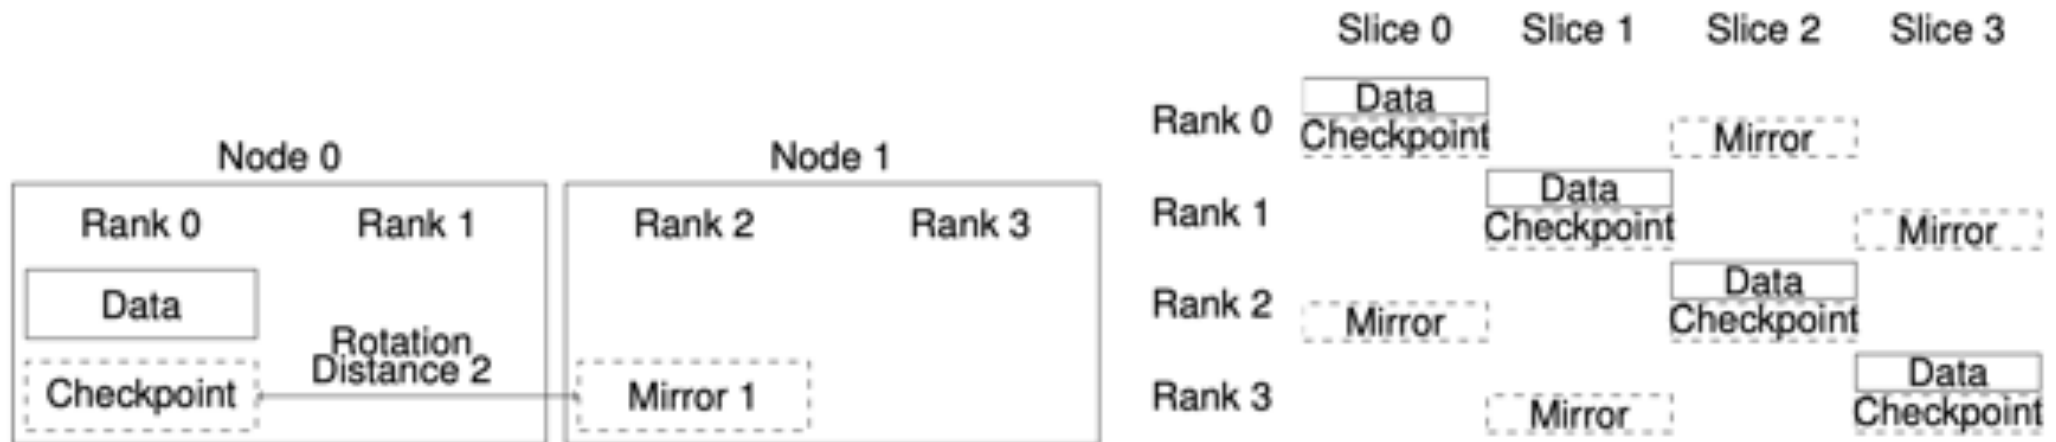 Node 0
Node 1
Rank 0
Rank 1
Rank 2
Rank 3
Data
Rotation
Distance 2
Checkpoint
Mirror 1
Slice 0
Slice 1
Slice 2
Slice 3
Rank 0
Data
Checkpoint
Mirror
Rank 1
Data
Checkpoint
Mirror
Rank 2
Mirror
Data
Checkpoint
Rank 3
Mirror
Data
Checkpoint